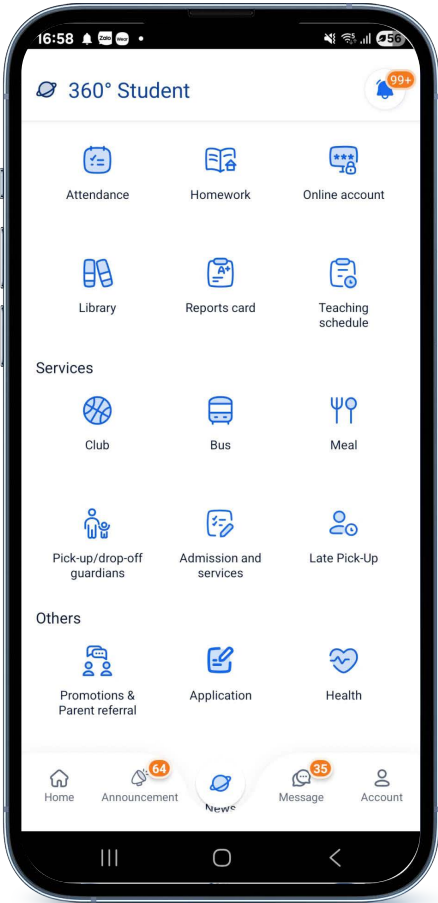 16:58
Zalo
56
360° Student
99+
Attendance
Homework
Online account
A+
Library
Reports card
Teaching
schedule
Services
Club
Bus
Meal
Pick-up/drop-off
guardians
Admission and
services
Late Pick-Up
Others
Promotions &
Parent referral
Application
Health
64
35
Home
Announcement
News
Message
Account